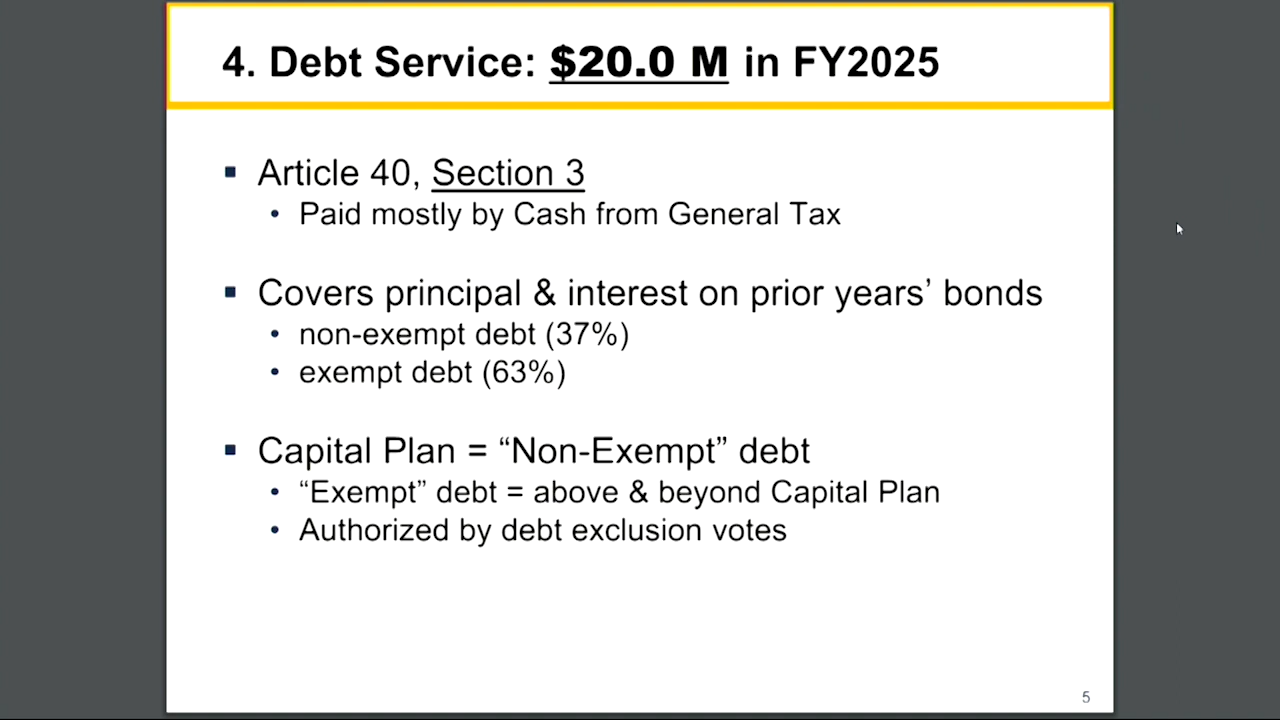 4. Debt Service: $20.0 M in FY2025
▪ Article 40, Section 3
• Paid mostly by Cash from General Tax
▪ Covers principal & interest on prior years’ bonds
• non-exempt debt (37%)
• exempt debt (63%)
▪ Capital Plan = “Non-Exempt” debt
• “Exempt” debt = above & beyond Capital Plan
• Authorized by debt exclusion votes
5